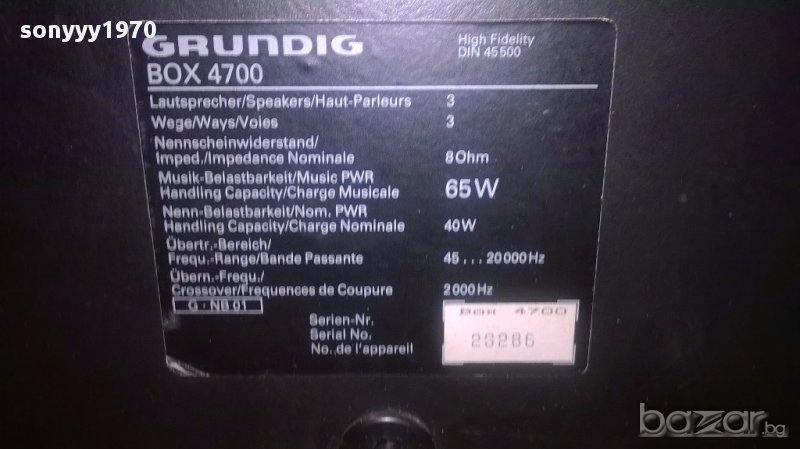 sonyyy1970
GRUNDIG
High Fidelity
DIN 45500
BOX 4700
Lautsprecher/Speakers/Haut-Parleurs 3
Wege/Ways/Voies 3
Nennscheinwiderstand/
Imped./Impedance Nominale 8 Ohm
Musik-Belastbarkeit/Music PWR
Handling Capacity/Charge Musicale 65 W
Nenn-Belastbarkeit/Nom. PWR
Handling Capacity/Charge Nominale 40 W
Übertr.-Bereich/
Frequ.-Range/Bande Passante 45 ... 20 000 Hz
Übern.-Frequ./
Crossover/Frequences de Coupure 2 000 Hz
G - NB 01
Serien-Nr.
Serial No.
No. de l'appareil
BOX 4700
23286
bazar.bg